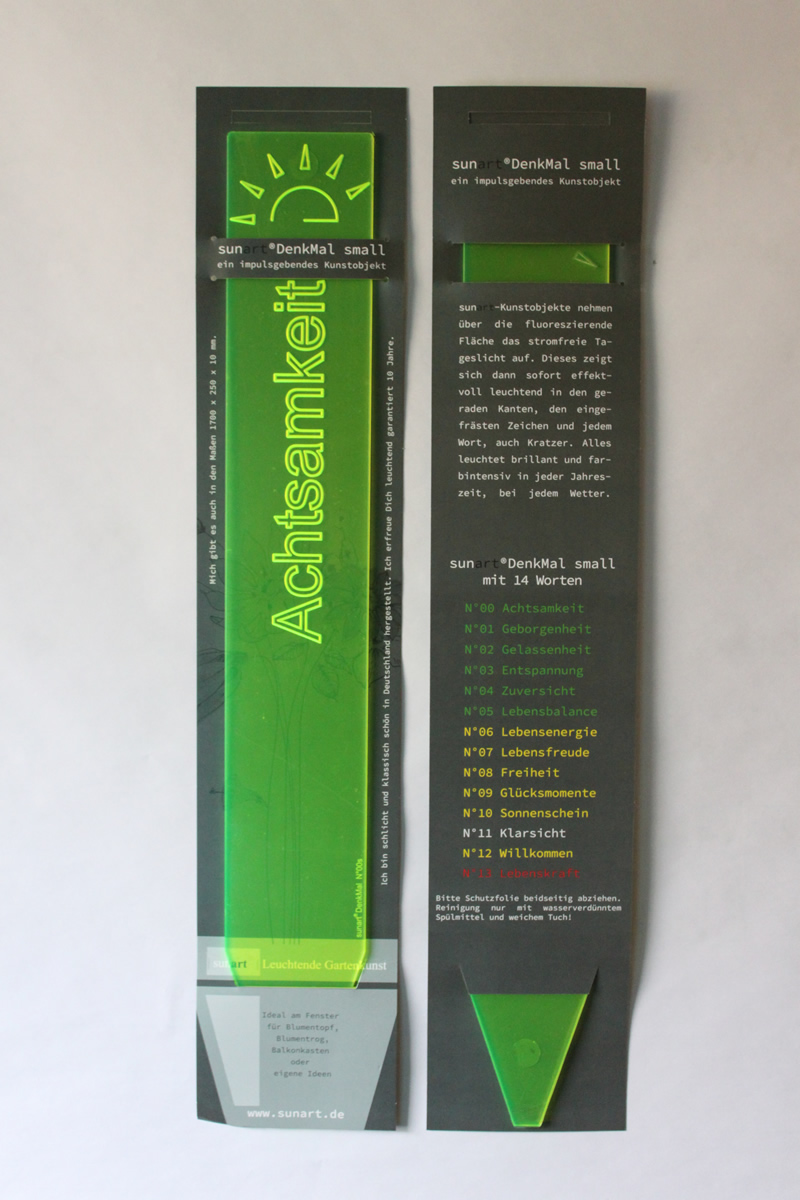 sunart®DenkMal small
ein impulsgebendes Kunstobjekt
Achtsamkeit
Mich gibt es auch in den Maßen 1700 x 250 x 10 mm.
Ich bin schlicht und klassisch schön in Deutschland hergestellt. Ich erfreue Dich leuchtend garantiert 10 Jahre.
sunart® DenkMal N°00s
sunart Leuchtende Gartenkunst
Ideal am Fenster
für Blumentopf,
Blumentrog,
Balkonkasten
oder
eigene Ideen
www.sunart.de
sunart®DenkMal small
ein impulsgebendes Kunstobjekt
sunart-Kunstobjekte nehmen
über die fluoreszierende
Fläche das stromfreie Ta-
geslicht auf. Dieses zeigt
sich dann sofort effekt-
voll leuchtend in den ge-
raden Kanten, den einge-
frästen Zeichen und jedem
Wort, auch Kratzer. Alles
leuchtet brillant und far-
bintensiv in jeder Jahres-
zeit, bei jedem Wetter.
sunart®DenkMal small
mit 14 Worten
N°00 Achtsamkeit
N°01 Geborgenheit
N°02 Gelassenheit
N°03 Entspannung
N°04 Zuversicht
N°05 Lebensbalance
N°06 Lebensenergie
N°07 Lebensfreude
N°08 Freiheit
N°09 Glücksmomente
N°10 Sonnenschein
N°11 Klarsicht
N°12 Willkommen
N°13 Lebenskraft
Bitte Schutzfolie beidseitig abziehen.
Reinigung nur mit wasserverdünntem
Spülmittel und weichem Tuch!